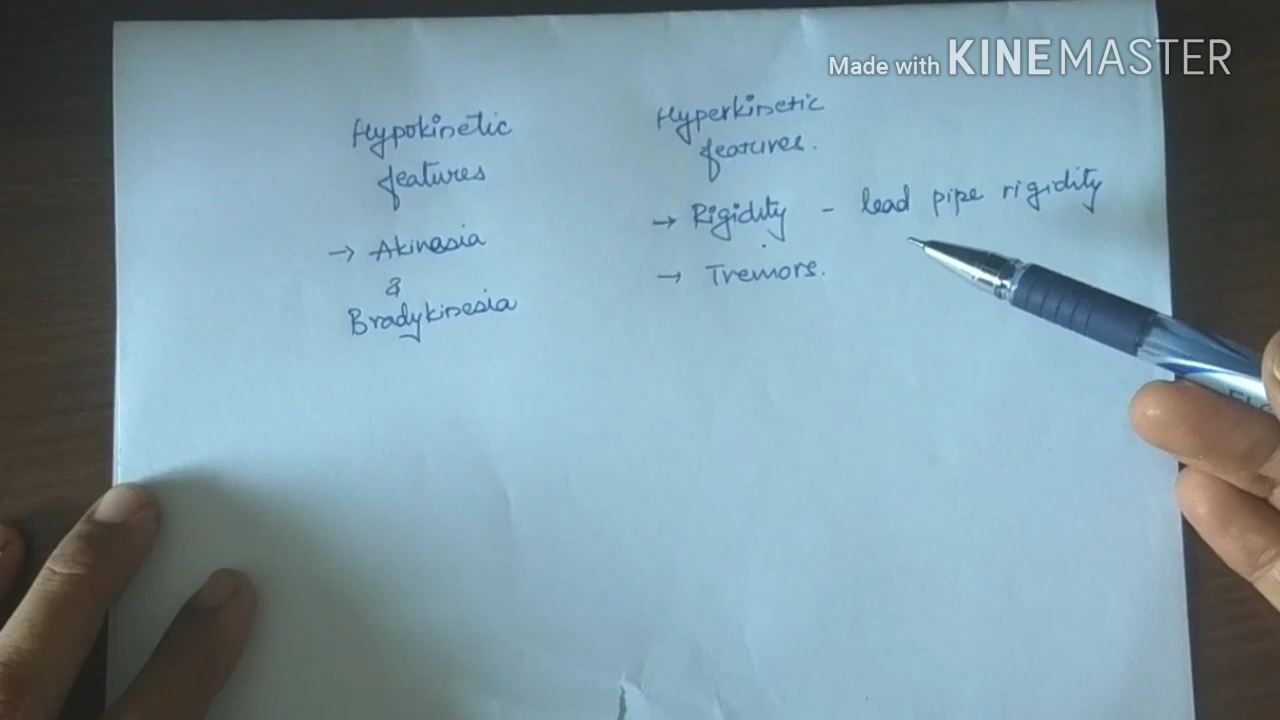 Made with KINEMASTER
Hypokinetic
features
→ Akinesia
&
Bradykinesia
Hyperkinetic
features.
→ Rigidity - lead pipe rigidity
→ Tremors.